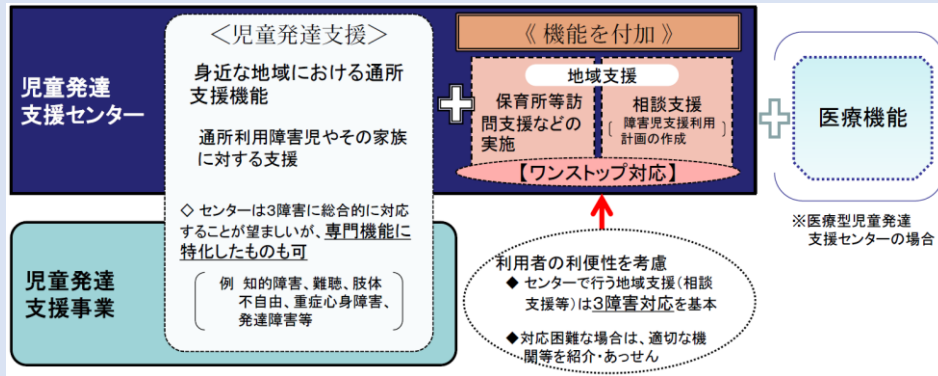 児童発達
支援センター
＜児童発達支援＞
身近な地域における通所
支援機能
通所利用障害児やその家族
に対する支援
◇ センターは3障害に総合的に対応
することが望ましいが、専門機能に
特化したものも可
例 知的障害、難聴、肢体
不自由、重症心身障害、
発達障害等
児童発達
支援事業
《 機能を付加 》
地域支援
保育所等訪
問支援などの
実施
相談支援
障害児支援利用
計画の作成
【ワンストップ対応】
医療機能
※医療型児童発達
支援センターの場合
利用者の利便性を考慮
◆ センターで行う地域支援(相談
支援等)は3障害対応を基本
◆対応困難な場合は、適切な機
関等を紹介・あっせん